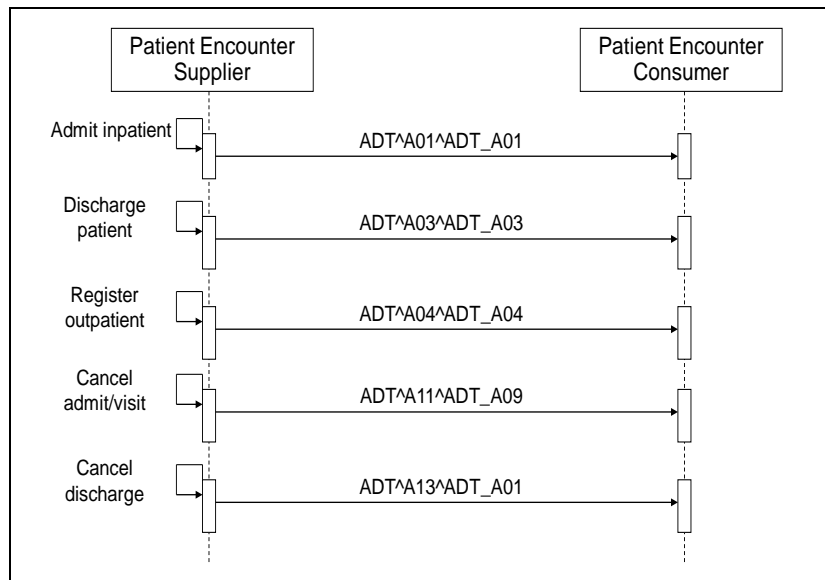 Patient Encounter
Supplier
Patient Encounter
Consumer
Admit inpatient
ADT^A01^ADT_A01
Discharge
patient
ADT^A03^ADT_A03
Register
outpatient
ADT^A04^ADT_A04
Cancel
admit/visit
ADT^A11^ADT_A09
Cancel
discharge
ADT^A13^ADT_A01